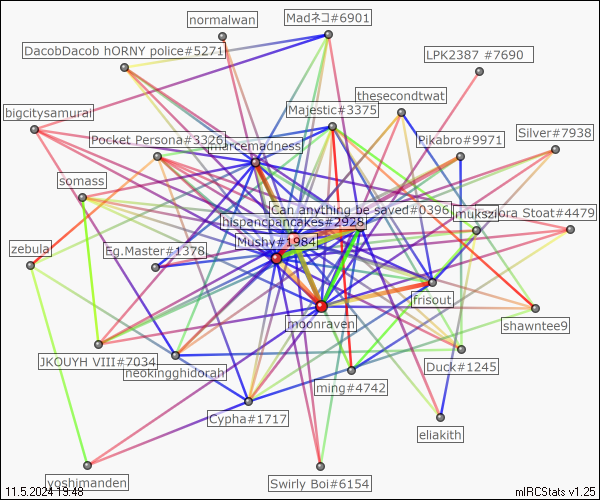 normalwan
Madネコ#6901
DacobDacob hORNY police#5271
LPK2387 #7690
thesecondtwat
bigcitysamurai
Majestic#3375
Silver#7938
Pocket Persona#3326
marcemadness
Pikabro#9971
somass
Can anything be saved#0396
mukszi
ora Stoat#4479
hispanicpancakes#2928
Mushy#1984
zebula
Eg.Master#1378
frisout
moonraven
shawntee9
JKOUYH VIII#7034
neokingghidorah
Duck#1245
ming#4742
Cypha#1717
eliakith
yoshimanden
Swirly Boi#6154
11.5.2024 19:48
mIRCStats v1.25